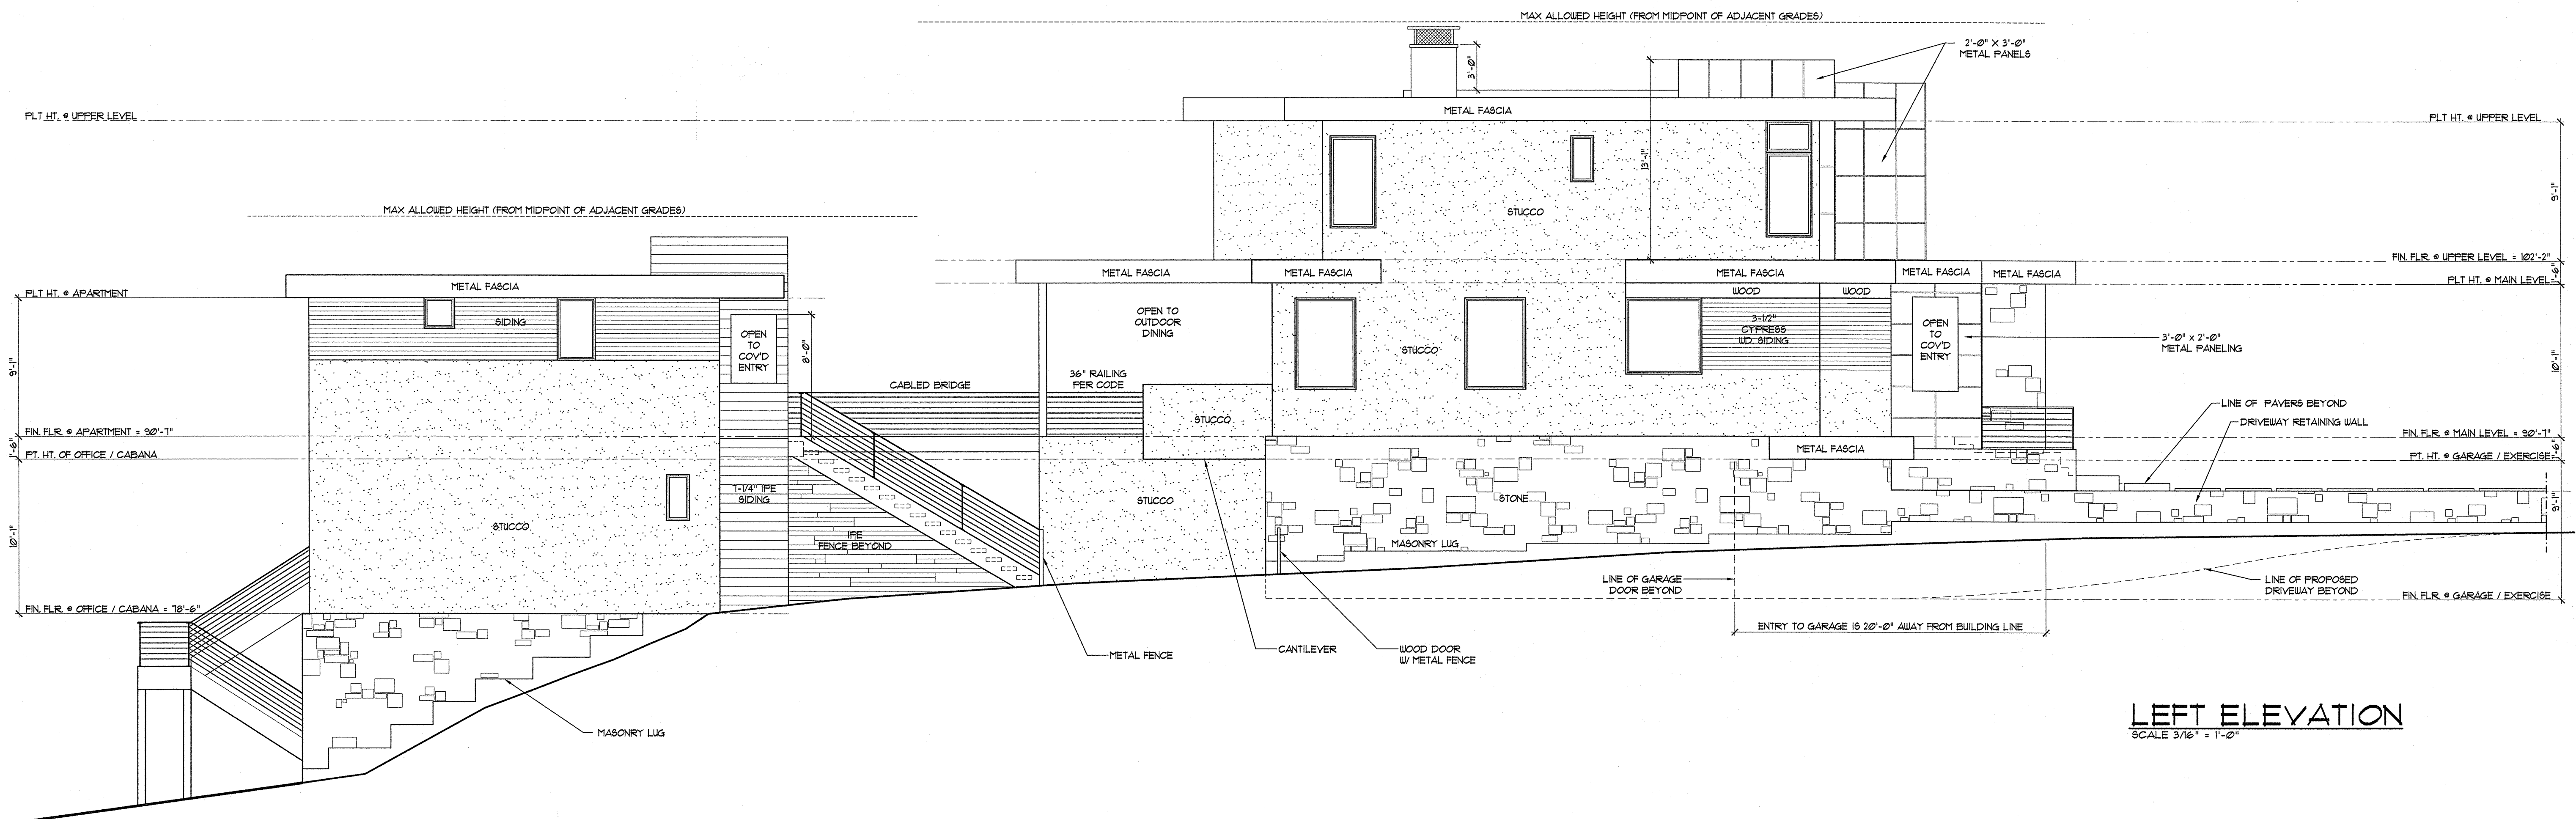 MAX ALLOWED HEIGHT (FROM MIDPOINT OF ADJACENT GRADES)
2'-0" X 3'-0"
METAL PANELS
3'-0"
METAL FASCIA
PLT HT. @ UPPER LEVEL
PLT HT. @ UPPER LEVEL
13'-1"
9'-1"
MAX ALLOWED HEIGHT (FROM MIDPOINT OF ADJACENT GRADES)
STUCCO
FIN. FLR. @ UPPER LEVEL = 102'-2"
METAL FASCIA
METAL FASCIA
METAL FASCIA
METAL FASCIA
METAL FASCIA
1'-6"
PLT HT. @ MAIN LEVEL
METAL FASCIA
PLT HT. @ APARTMENT
WOOD
WOOD
SIDING
OPEN
TO
COV'D
ENTRY
8'-0"
OPEN TO
OUTDOOR
DINING
3-1/2"
CYPRESS
WD. SIDING
OPEN
TO
COV'D
ENTRY
3'-0" x 2'-0"
METAL PANELING
STUCCO
9'-1"
10'-1"
CABLED BRIDGE
36" RAILING
PER CODE
STUCCO
LINE OF PAVERS BEYOND
DRIVEWAY RETAINING WALL
FIN. FLR. @ APARTMENT = 90'-7"
FIN. FLR. @ MAIN LEVEL = 90'-7"
1'-6"
METAL FASCIA
PT. HT. OF OFFICE / CABANA
PT. HT. @ GARAGE / EXERCISE
1'-6"
7-1/4" IPE
SIDING
STUCCO
STONE
9'-1"
STUCCO
10'-1"
IPE
FENCE BEYOND
MASONRY LUG
LINE OF GARAGE
DOOR BEYOND
LINE OF PROPOSED
DRIVEWAY BEYOND
FIN. FLR. @ OFFICE / CABANA = 78'-6"
FIN. FLR. @ GARAGE / EXERCISE
ENTRY TO GARAGE IS 20'-0" AWAY FROM BUILDING LINE
METAL FENCE
CANTILEVER
WOOD DOOR
W/ METAL FENCE
MASONRY LUG
LEFT ELEVATION
SCALE 3/16" = 1'-0"